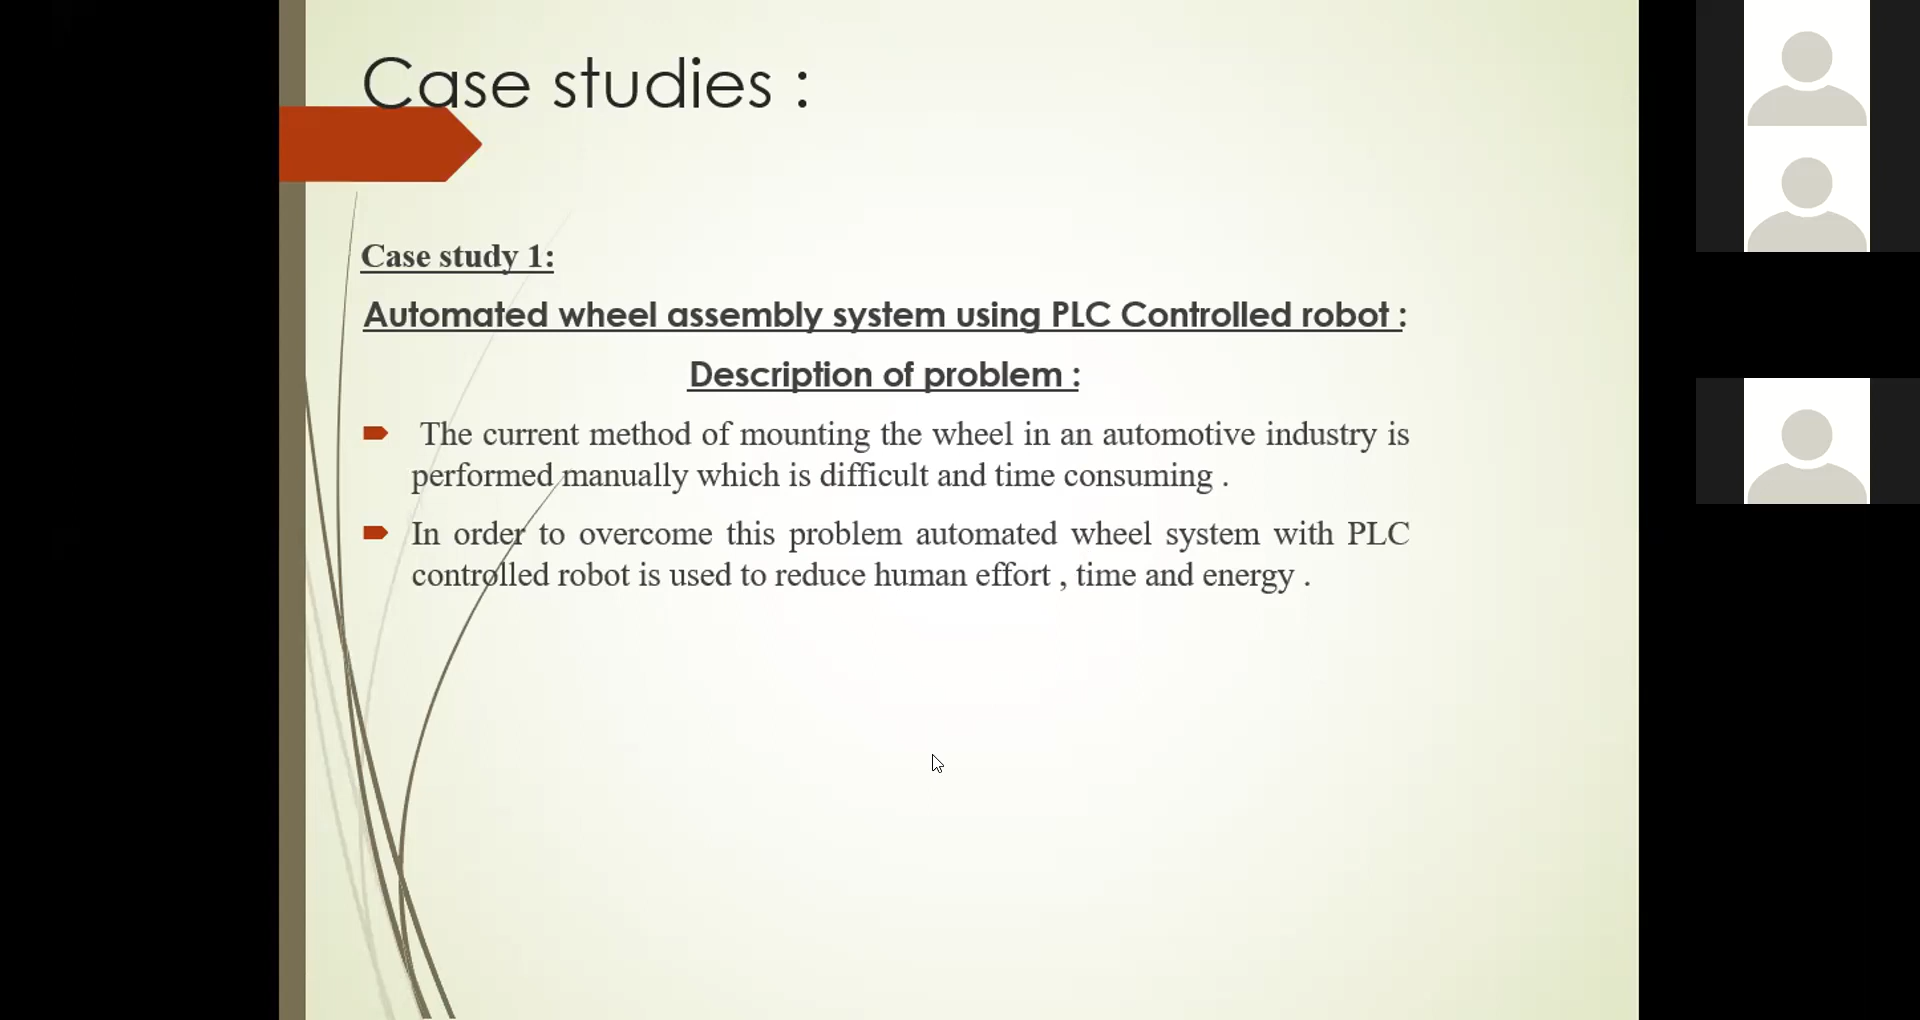 Case studies :
Case study 1:
Automated wheel assembly system using PLC Controlled robot :
Description of problem :
The current method of mounting the wheel in an automotive industry is
performed manually which is difficult and time consuming .
In order to overcome this problem automated wheel system with PLC
controlled robot is used to reduce human effort , time and energy .